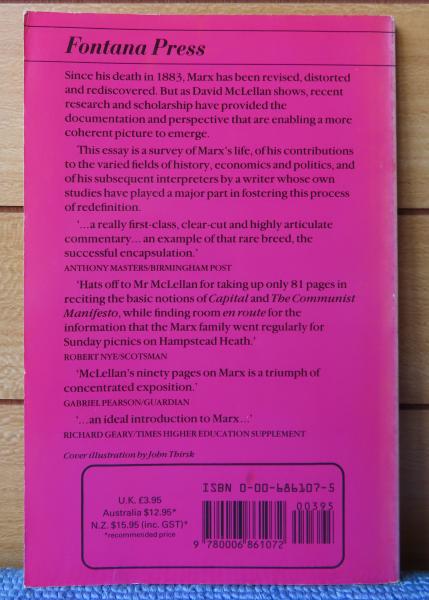 Fontana Press
Since his death in 1883, Marx has been revised, distorted
and rediscovered. But as David McLellan shows, recent
research and scholarship have provided the
documentation and perspective that are enabling a more
coherent picture to emerge.
This essay is a survey of Marx's life, of his contributions
to the varied fields of history, economics and politics, and
of his subsequent interpreters by a writer whose own
studies have played a major part in fostering this process
of redefinition.
'...a really first-class, clear-cut and highly articulate
commentary... an example of that rare breed, the
successful encapsulation.'
ANTHONY MASTERS/BIRMINGHAM POST
'Hats off to Mr McLellan for taking up only 81 pages in
reciting the basic notions of Capital and The Communist
Manifesto, while finding room en route for the
information that the Marx family went regularly for
Sunday picnics on Hampstead Heath.'
ROBERT NYE/SCOTSMAN
'McLellan's ninety pages on Marx is a triumph of
concentrated exposition.'
GABRIEL PEARSON/GUARDIAN
'...an ideal introduction to Marx...'
RICHARD GEARY/TIMES HIGHER EDUCATION SUPPLEMENT
Cover illustration by John Thirsk
U.K. £3.95
Australia $12.95*
N.Z. $15.95 (inc. GST)*
*recommended price
ISBN 0-00-686107-5
00395
9 780006 861072